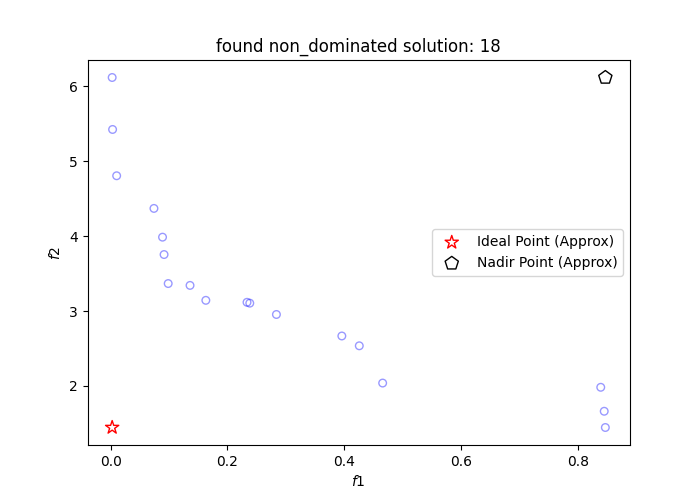 found non_dominated solution: 18
6
5
4
3
2
f2
Ideal Point (Approx)
Nadir Point (Approx)
0.0 0.2 0.4 0.6 0.8
f1